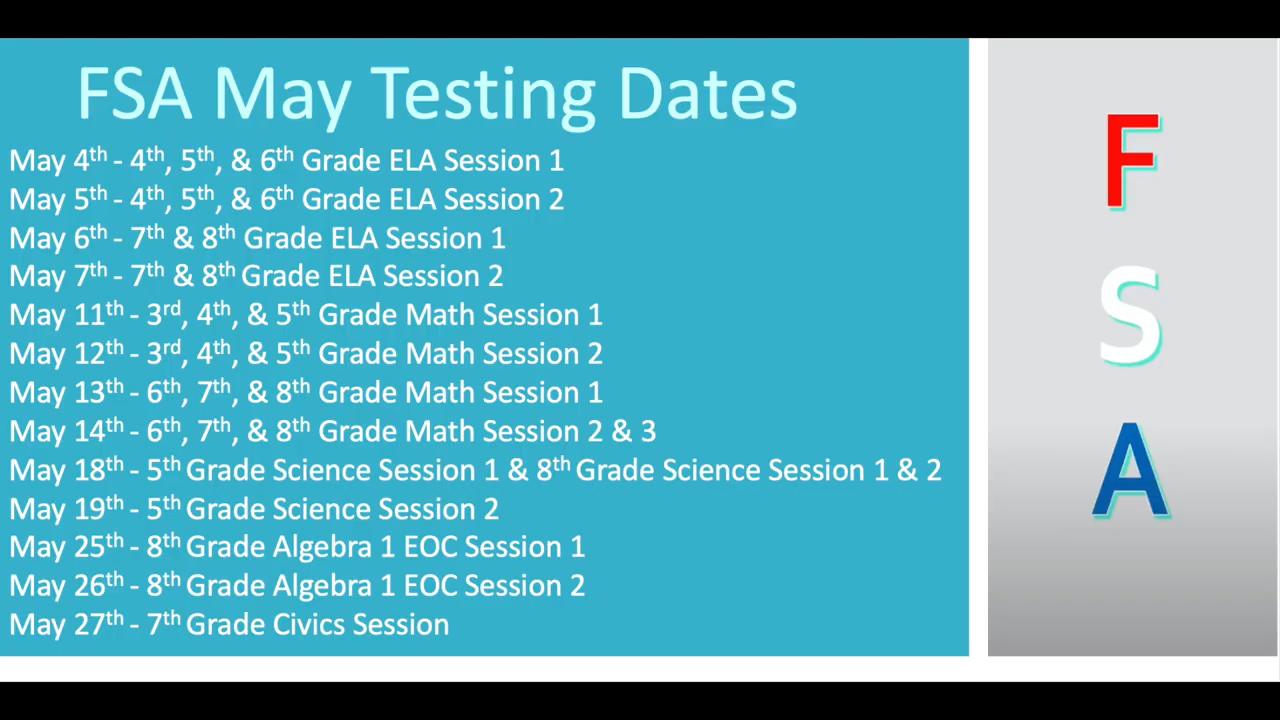 FSA May Testing Dates
May 4th - 4th, 5th, & 6th Grade ELA Session 1
May 5th - 4th, 5th, & 6th Grade ELA Session 2
May 6th - 7th & 8th Grade ELA Session 1
May 7th - 7th & 8th Grade ELA Session 2
May 11th - 3rd, 4th, & 5th Grade Math Session 1
May 12th - 3rd, 4th, & 5th Grade Math Session 2
May 13th - 6th, 7th, & 8th Grade Math Session 1
May 14th - 6th, 7th, & 8th Grade Math Session 2 & 3
May 18th - 5th Grade Science Session 1 & 8th Grade Science Session 1 & 2
May 19th - 5th Grade Science Session 2
May 25th - 8th Grade Algebra 1 EOC Session 1
May 26th - 8th Grade Algebra 1 EOC Session 2
May 27th - 7th Grade Civics Session
F
S
A